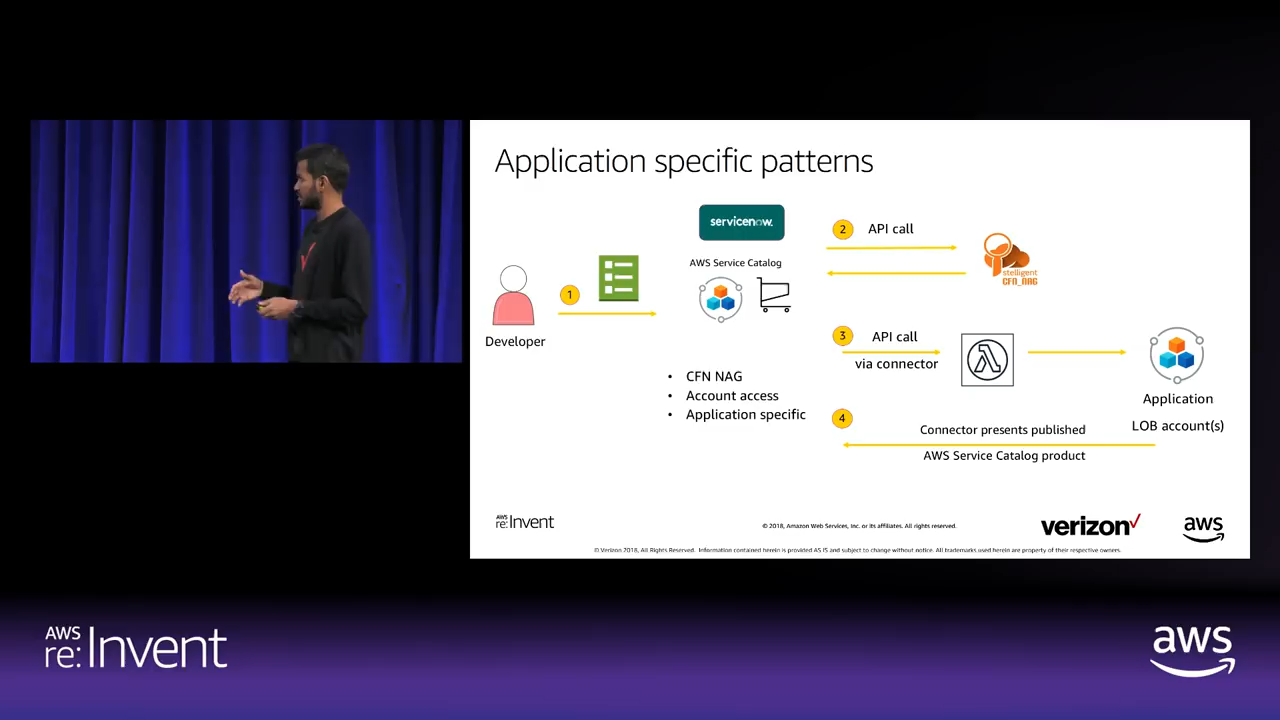 Application specific patterns
servicenow.
AWS Service Catalog
1
Developer
2
API call
stelligent
CFN_NAG
3
API call
via connector
• CFN NAG
• Account access
• Application specific
Application
LOB account(s)
4
Connector presents published
AWS Service Catalog product
AWS
re:Invent
© 2018, Amazon Web Services, Inc. or its affiliates. All rights reserved.
verizon
aws
© Verizon 2018, All Rights Reserved. Information contained herein is provided AS IS and subject to change without notice. All trademarks used herein are property of their respective owners.
AWS
re:Invent
aws